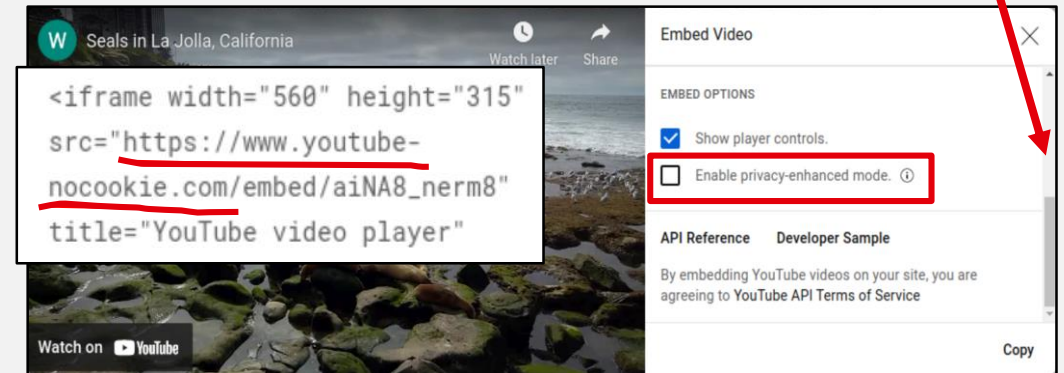 W Seals in La Jolla, California
Watch later Share
<iframe width="560" height="315"
src="https://www.youtube-
nocookie.com/embed/aiNA8_nerm8"
title="YouTube video player"
Watch on YouTube
Embed Video
EMBED OPTIONS
Show player controls.
Enable privacy-enhanced mode.
API Reference Developer Sample
By embedding YouTube videos on your site, you are
agreeing to YouTube API Terms of Service
Copy